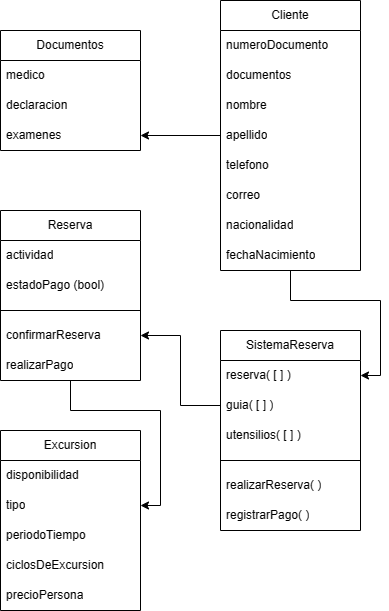 Cliente
numeroDocumento
documentos
nombre
apellido
telefono
correo
nacionalidad
fechaNacimiento
Documentos
medico
declaracion
examenes
Reserva
actividad
estadoPago (bool)
confirmarReserva
realizarPago
SistemaReserva
reserva( [ ] )
guia( [ ] )
utensilios( [ ] )
realizarReserva( )
registrarPago( )
Excursion
disponibilidad
tipo
periodoTiempo
ciclosDeExcursion
precioPersona